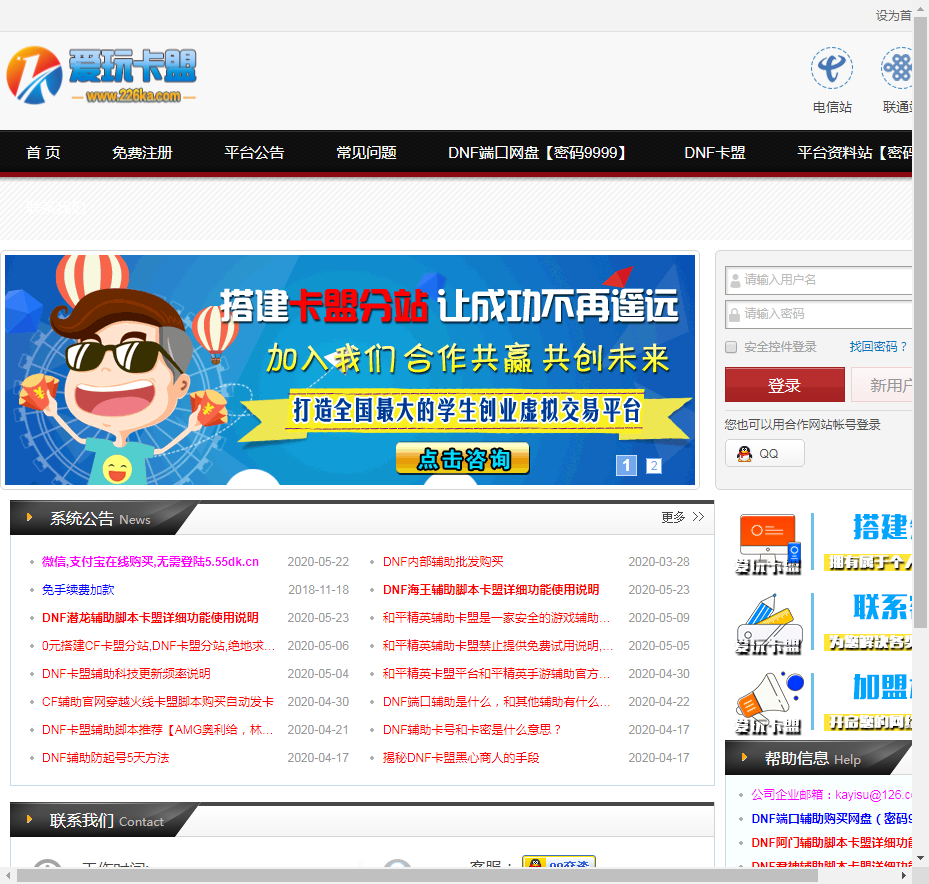 设为首
爱玩卡盟
www.226ka.com
电信站
联通站
首 页
免费注册
平台公告
常见问题
DNF端口网盘【密码9999】
DNF卡盟
平台资料站【密码
搭建卡盟分站 让成功不再遥远
加入我们 合作共赢 共创未来
打造全国最大的学生创业虚拟交易平台
点击咨询
1
2
请输入用户名
请输入密码
安全控件登录
找回密码？
登录
新用户
您也可以用合作网站帐号登录
QQ
系统公告 News
更多 >>
微信,支付宝在线购买,无需登陆5.55dk.cn 2020-05-22
免手续费加款 2018-11-18
DNF潜龙辅助脚本卡盟详细功能使用说明 2020-05-23
0元搭建CF卡盟分站,DNF卡盟分站,绝地求... 2020-05-06
DNF卡盟辅助科技更新频率说明 2020-05-04
CF辅助官网穿越火线卡盟脚本购买自动发卡 2020-04-30
DNF卡盟辅助脚本推荐【AMG奥利给，林... 2020-04-21
DNF辅助防起号5天方法 2020-04-17
DNF内部辅助批发购买 2020-03-28
DNF海王辅助脚本卡盟详细功能使用说明 2020-05-23
和平精英辅助卡盟是一家安全的游戏辅助... 2020-05-09
和平精英辅助卡盟禁止提供免费试用说明,... 2020-05-05
和平精英卡盟平台和平精英手游辅助官方... 2020-04-30
DNF端口辅助是什么，和其他辅助有什么... 2020-04-22
DNF辅助卡号和卡密是什么意思？ 2020-04-17
揭秘DNF卡盟黑心商人的手段 2020-04-17
搭建
拥有属于个人
爱玩卡盟
联系
为您解决各
爱玩卡盟
加盟
开启您的网络
爱玩卡盟
帮助信息 Help
公司企业邮箱：kayisu@126.co
DNF端口辅助购买网盘（密码9
DNF阿门辅助脚本卡盟详细功能
DNF君神辅助脚本卡盟详细功能
联系我们 Contact
工作时间:
客服：
QQ交谈